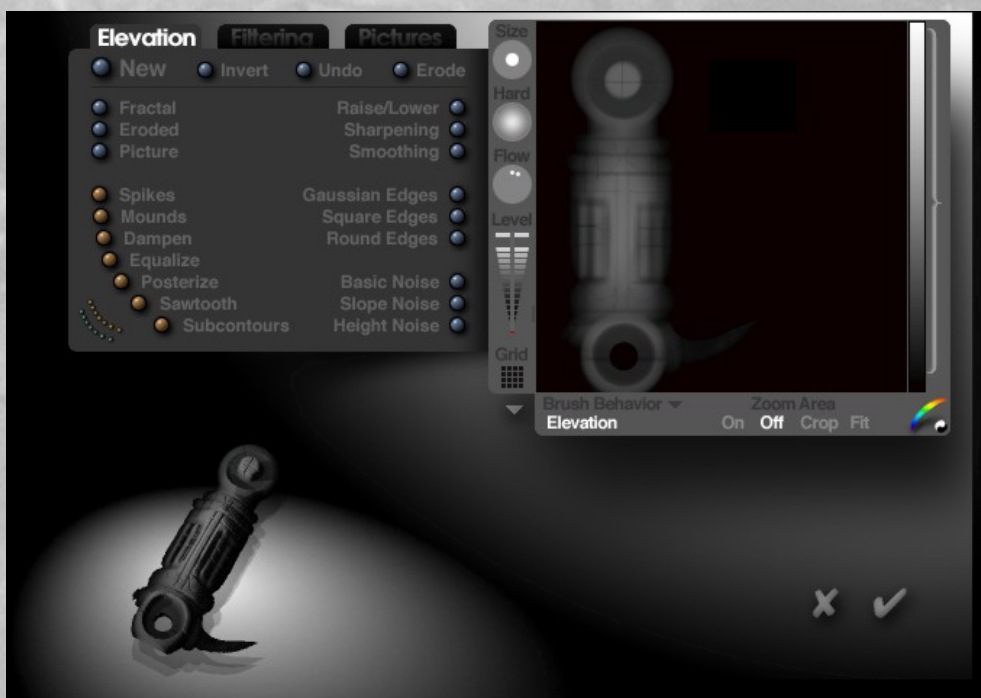 Elevation Filtering Pictures
New Invert Undo Erode
Fractal Raise/Lower
Eroded Sharpening
Picture Smoothing
Spikes Gaussian Edges
Mounds Square Edges
Dampen Round Edges
Equalize
Posterize Basic Noise
Sawtooth Slope Noise
Subcontours Height Noise
Size
Hard
Flow
Level
Grid
Brush Behavior Zoom Area
Elevation On Off Crop Fit